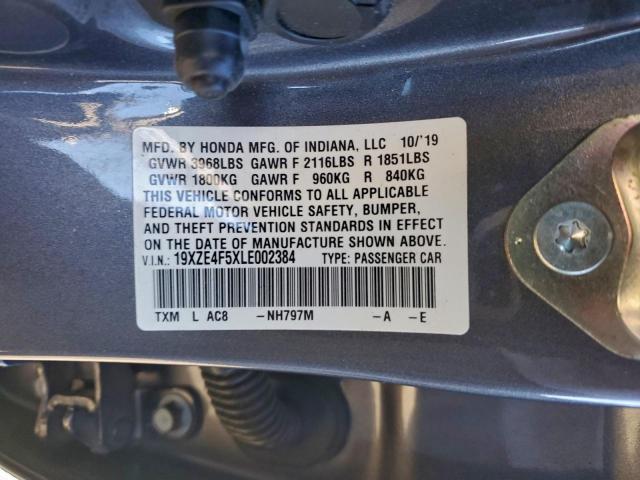 MFD. BY HONDA MFG. OF INDIANA, LLC 10/'19
GVWR 3968LBS GAWR F 2116LBS R 1851LBS
GVWR 1800KG GAWR F 960KG R 840KG
THIS VEHICLE CONFORMS TO ALL APPLICABLE
FEDERAL MOTOR VEHICLE SAFETY, BUMPER,
AND THEFT PREVENTION STANDARDS IN EFFECT
ON THE DATE OF MANUFACTURE SHOWN ABOVE.
V.I.N.: 19XZE4F5XLE002384 TYPE: PASSENGER CAR
TXM L AC8 -NH797M -A -E